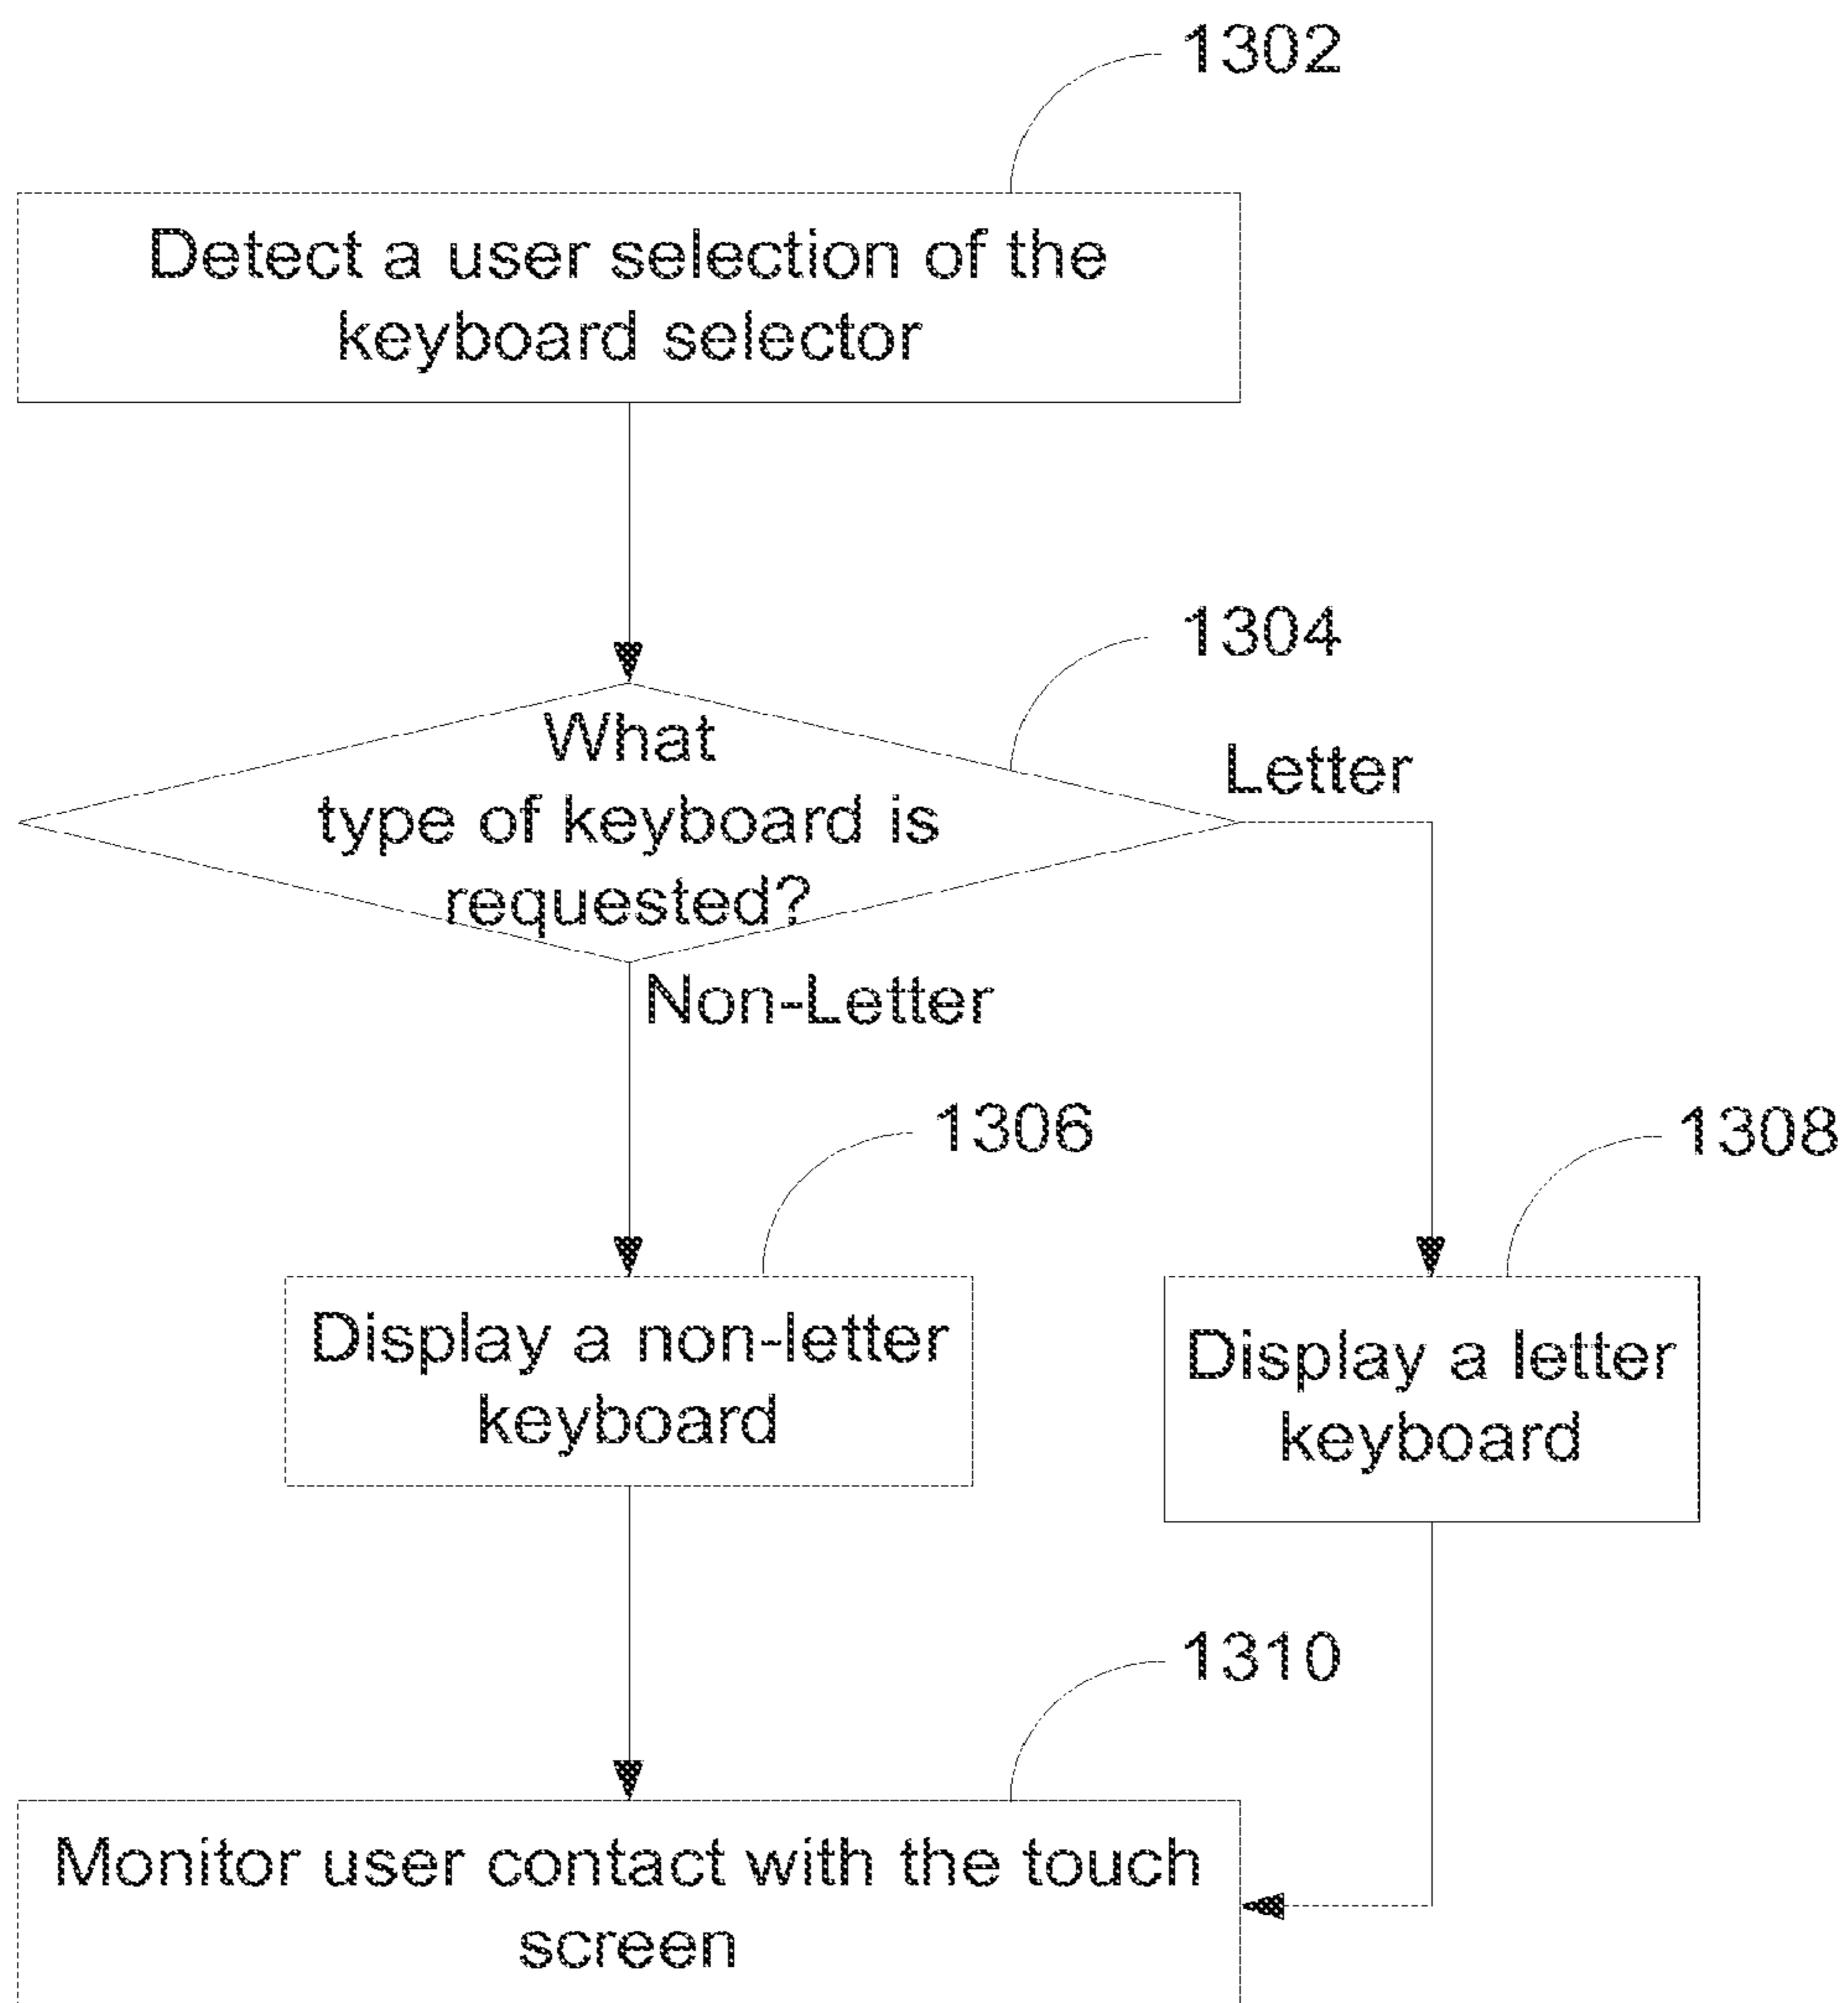 1302
Detect a user selection of the
keyboard selector
1304
What
type of keyboard is
requested?
Letter
Non-Letter
1306
1308
Display a non-letter
keyboard
Display a letter
keyboard
1310
Monitor user contact with the touch
screen